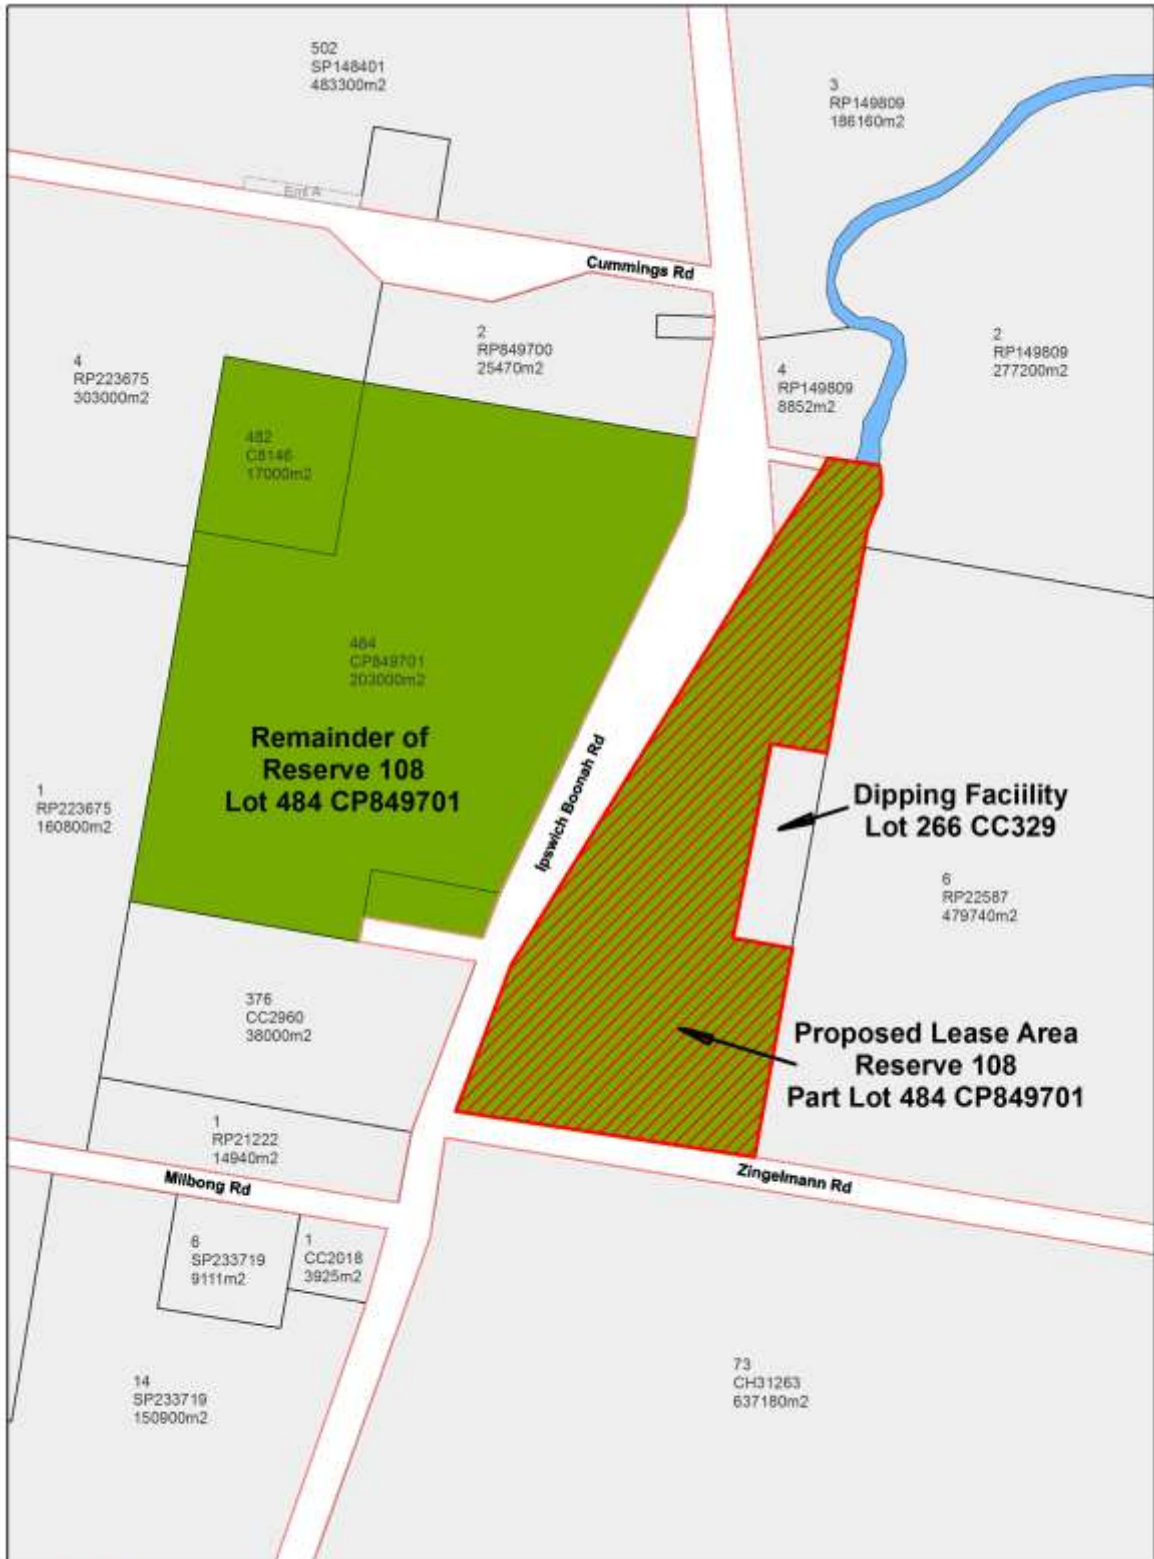 502
SP148401
483300m2
3
RP149809
186160m2
Emt A
Cummings Rd
2
RP849700
25470m2
4
RP223675
303000m2
4
RP149809
8852m2
2
RP149809
277200m2
482
C8146
17000m2
484
CP849701
203000m2
Remainder of
Reserve 108
Lot 484 CP849701
Ipswich Boonah Rd
1
RP223675
160800m2
Dipping Faciility
Lot 266 CC329
6
RP22587
479740m2
376
CC2960
38000m2
Proposed Lease Area
Reserve 108
Part Lot 484 CP849701
1
RP21222
14940m2
Milbong Rd
Zingelmann Rd
6
SP233719
9111m2
1
CC2018
3925m2
14
SP233719
150900m2
73
CH31263
637180m2